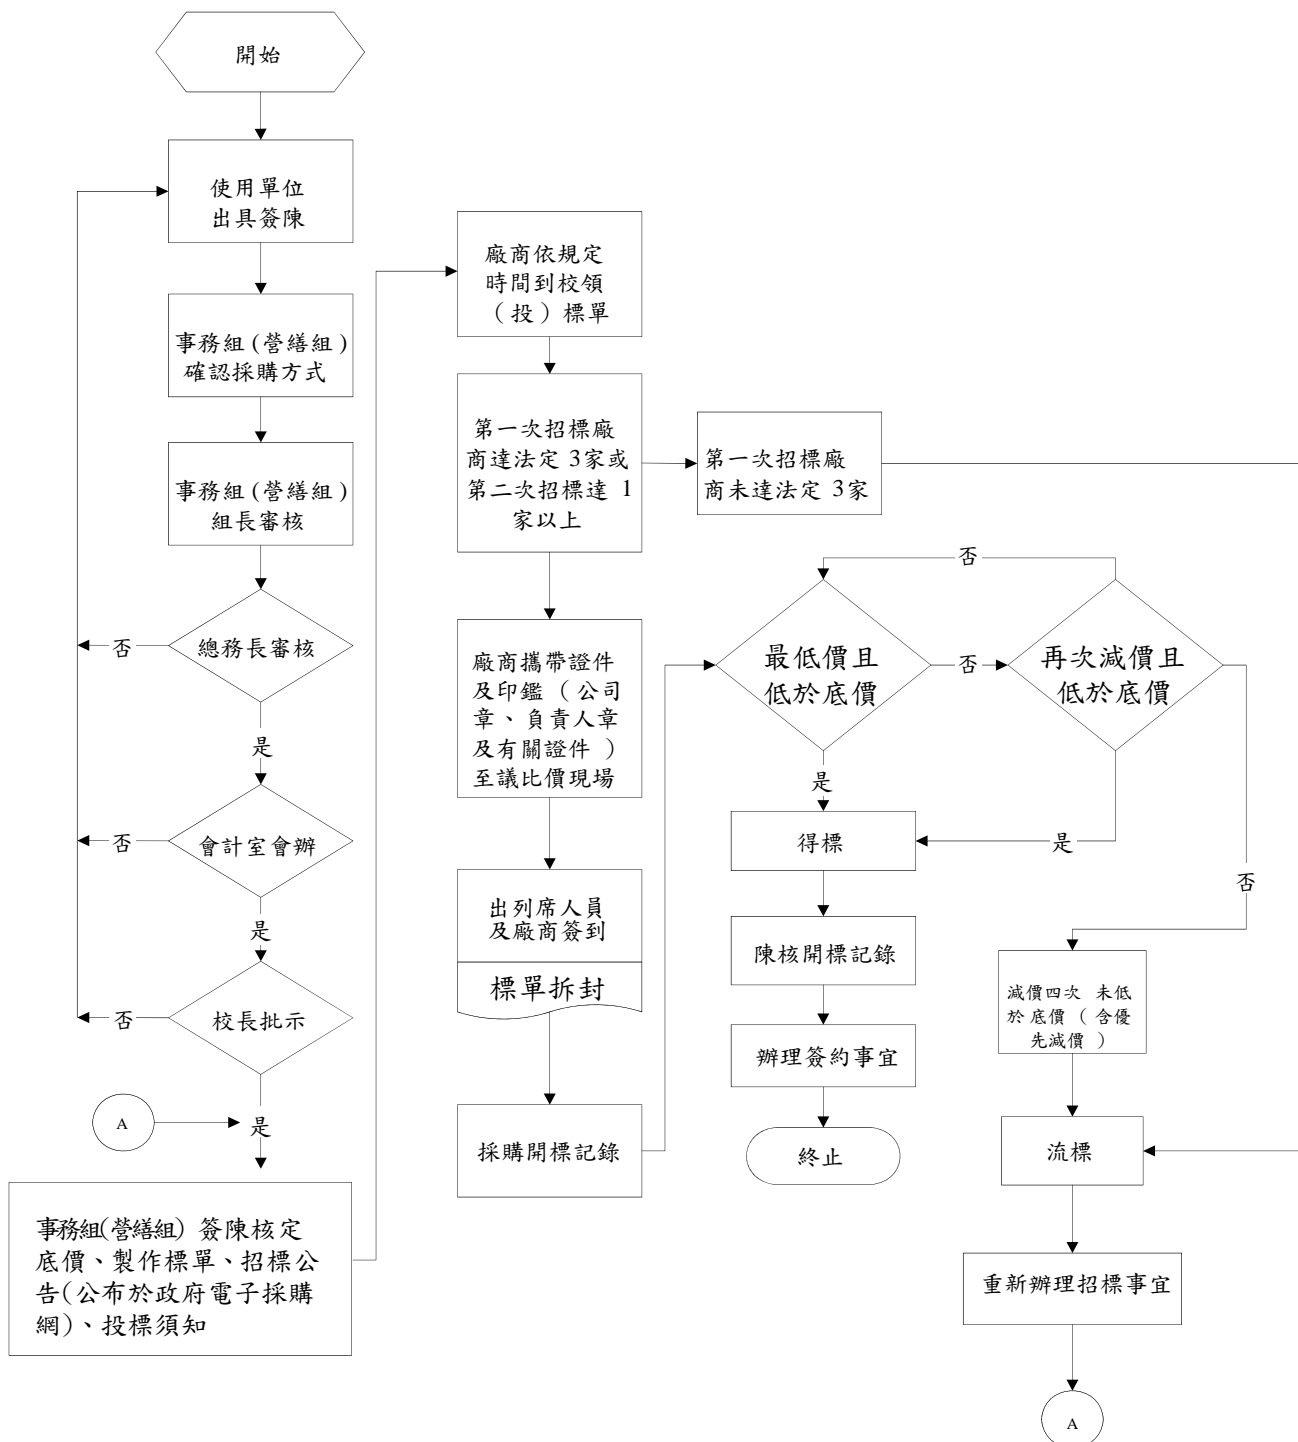 開始
使用單位
出具簽陳
事務組(營繕組)
確認採購方式
事務組(營繕組)
組長審核
否
總務長審核
是
否
會計室會辦
是
否
校長批示
A
是
事務組(營繕組) 簽陳核定
底價、製作標單、招標公
告(公布於政府電子採購
網)、投標須知
廠商依規定
時間到校領
(投)標單
第一次招標廠
商達法定 3家或
第二次招標達 1
家以上
第一次招標廠
商未達法定 3家
廠商攜帶證件
及印鑑(公司
章、負責人章
及有關證件 )
至議比價現場
出列席人員
及廠商簽到
標單拆封
採購開標記錄
否
最低價且
低於底價
否
再次減價且
低於底價
是
得標
是
否
陳核開標記錄
辦理簽約事宜
終止
減價四次 未低
於底價(含優
先減價 )
流標
重新辦理招標事宜
A